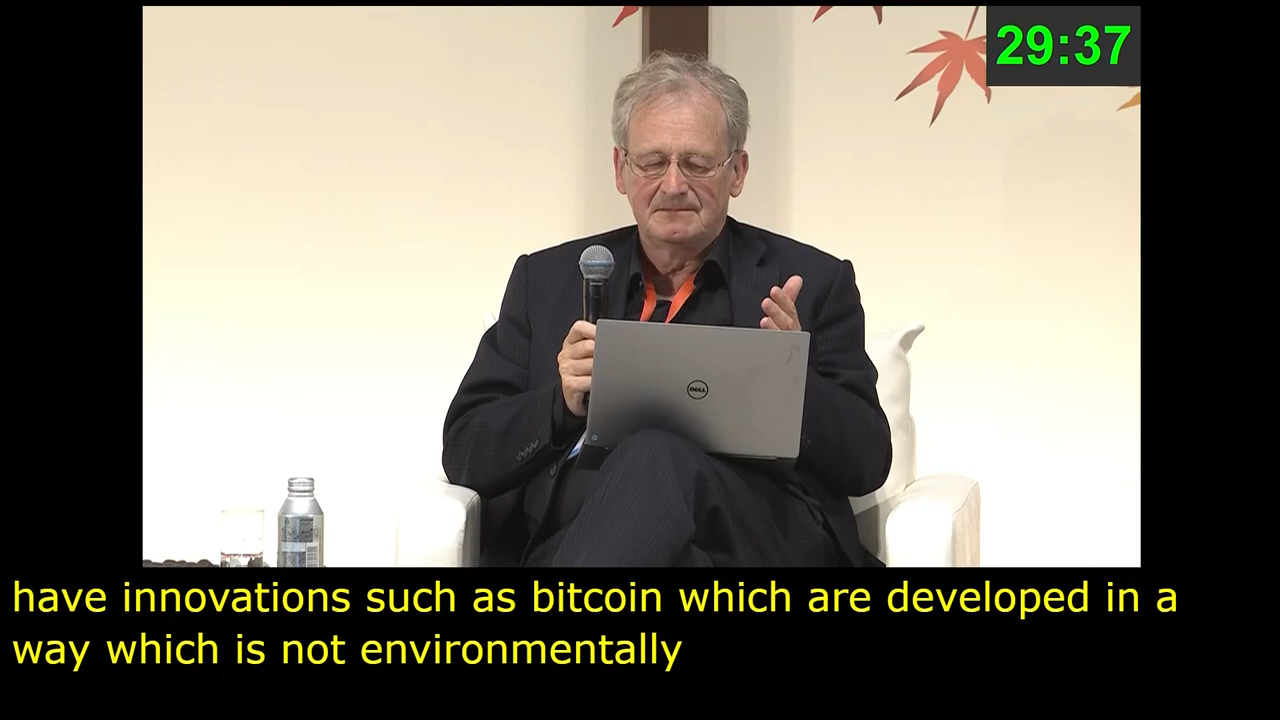 29:37
DELL
have innovations such as bitcoin which are developed in a
way which is not environmentally